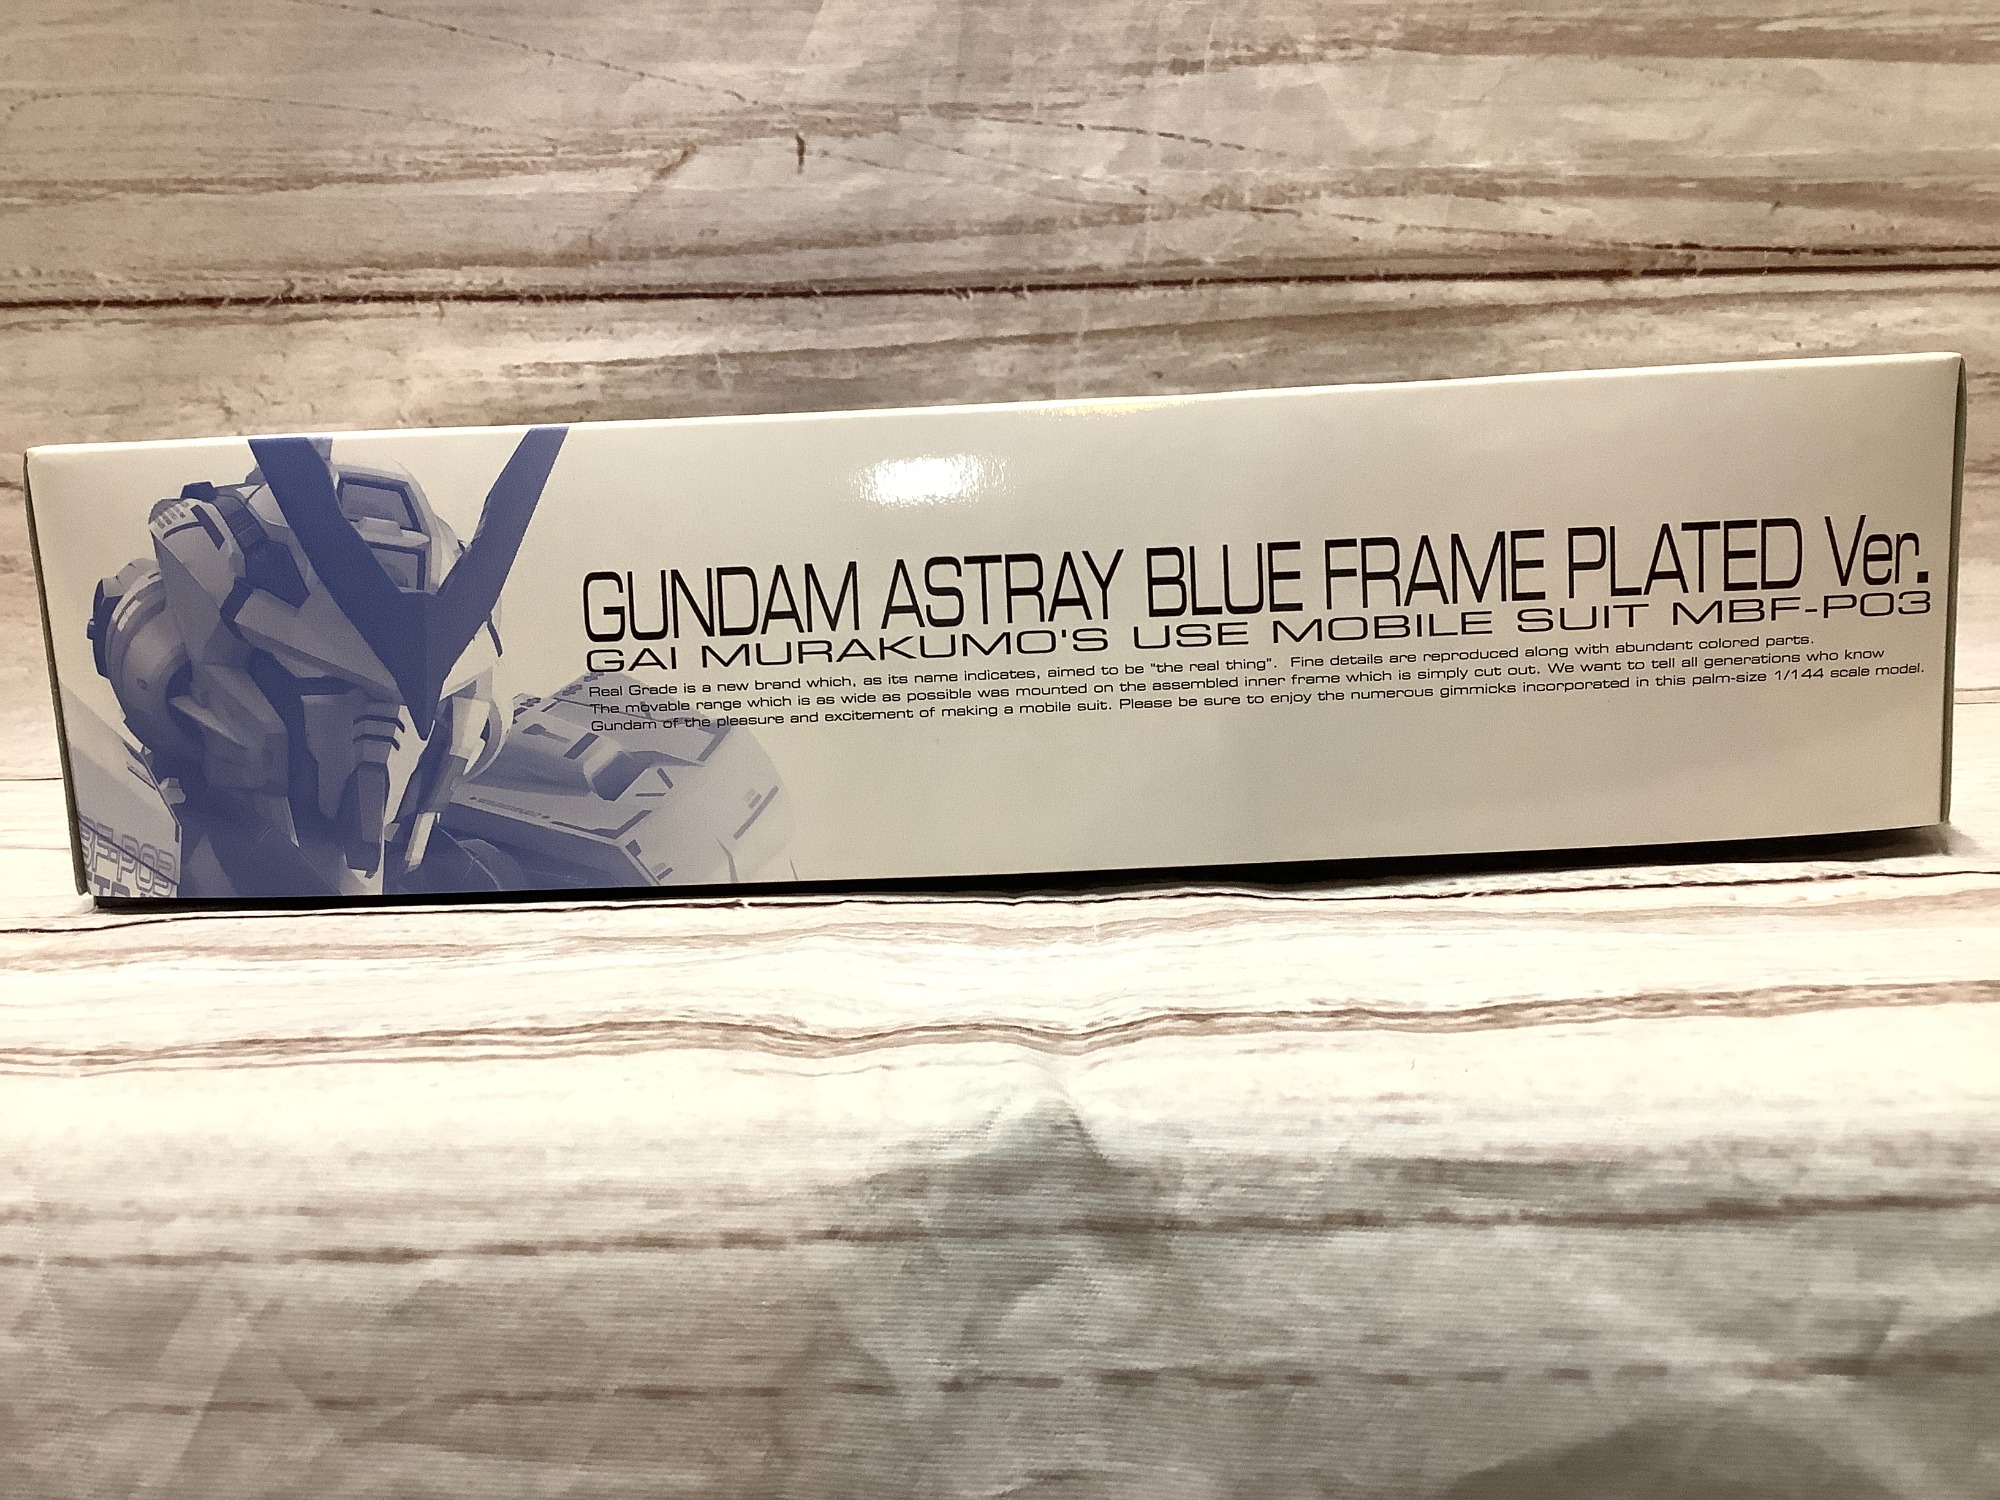 GUNDAM ASTRAY BLUE FRAME PLATED Ver.
GAI MURAKUMO'S USE MOBILE SUIT MBF-P03
Real Grade is a new brand which, as its name indicates, aimed to be "the real thing". Fine details are reproduced along with abundant colored parts.
The movable range which is as wide as possible was mounted on the assembled inner frame which is simply cut out. We want to tell all generations who know
Gundam of the pleasure and excitement of making a mobile suit. Please be sure to enjoy the numerous gimmicks incorporated in this palm-size 1/144 scale model.
BF-P03